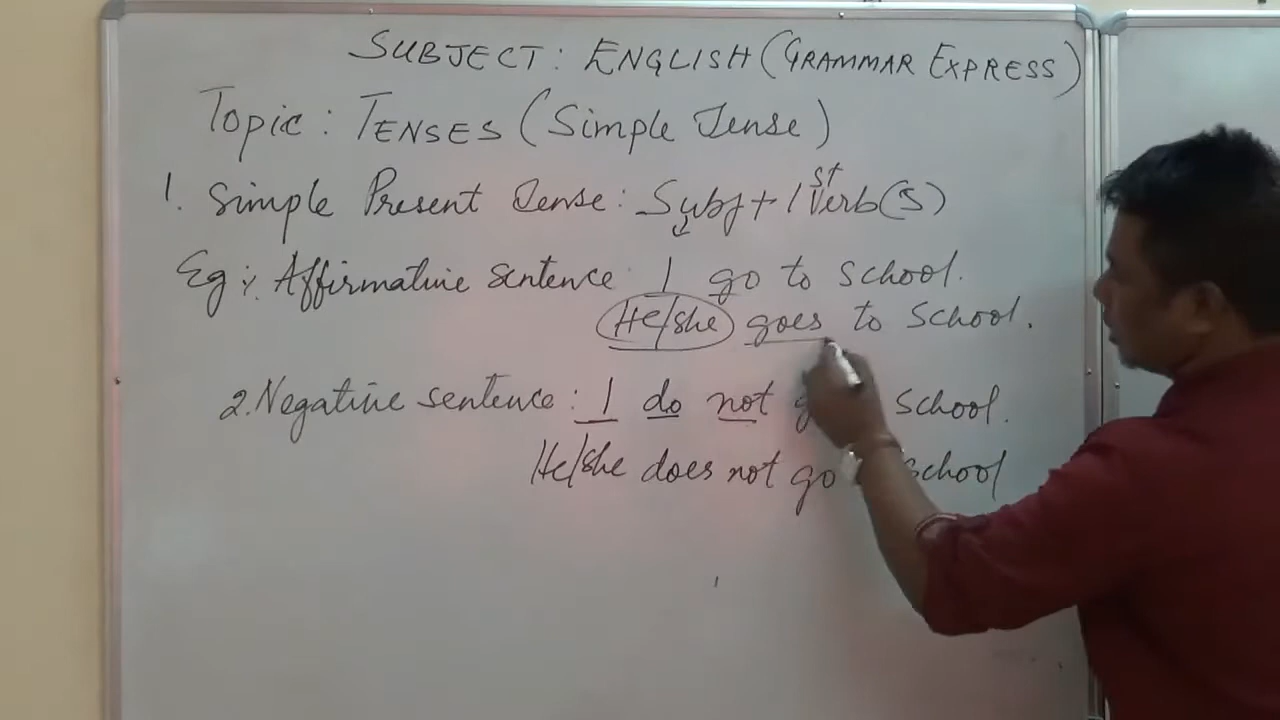 SUBJECT: ENGLISH (GRAMMAR EXPRESS)
Topic: TENSES (Simple Tense)
1. Simple Present Tense: Subj + 1st Verb(s)
Eg: Affirmative sentence I go to school.
He/she goes to school.
2. Negative sentence: I do not school.
He/she does not go school